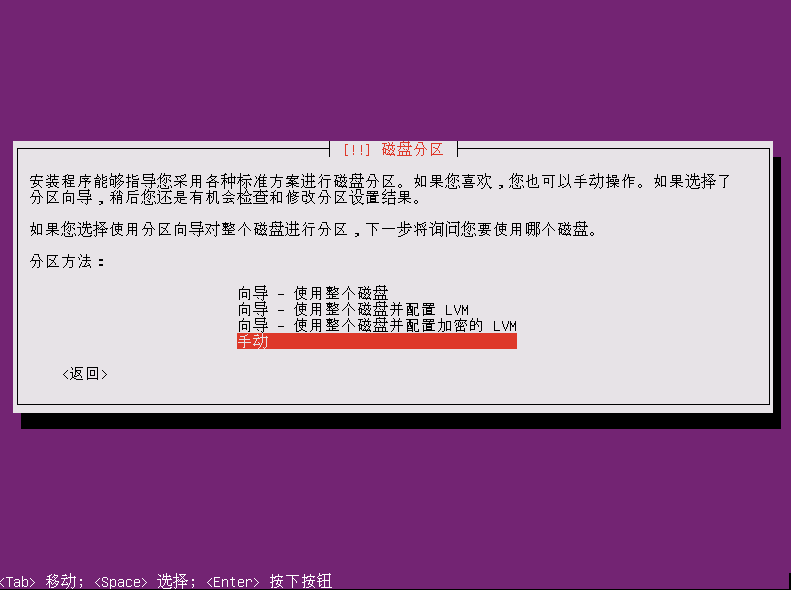 [!!] 磁盘分区
安装程序能够指导您采用各种标准方案进行磁盘分区。如果您喜欢,您也可以手动操作。如果选择了
分区向导,稍后您还是有机会检查和修改分区设置结果。
如果您选择使用分区向导对整个磁盘进行分区,下一步将询问您要使用哪个磁盘。
分区方法:
向导 - 使用整个磁盘
向导 - 使用整个磁盘并配置 LVM
向导 - 使用整个磁盘并配置加密的 LVM
手动
<返回>
<Tab> 移动; <Space> 选择; <Enter> 按下按钮